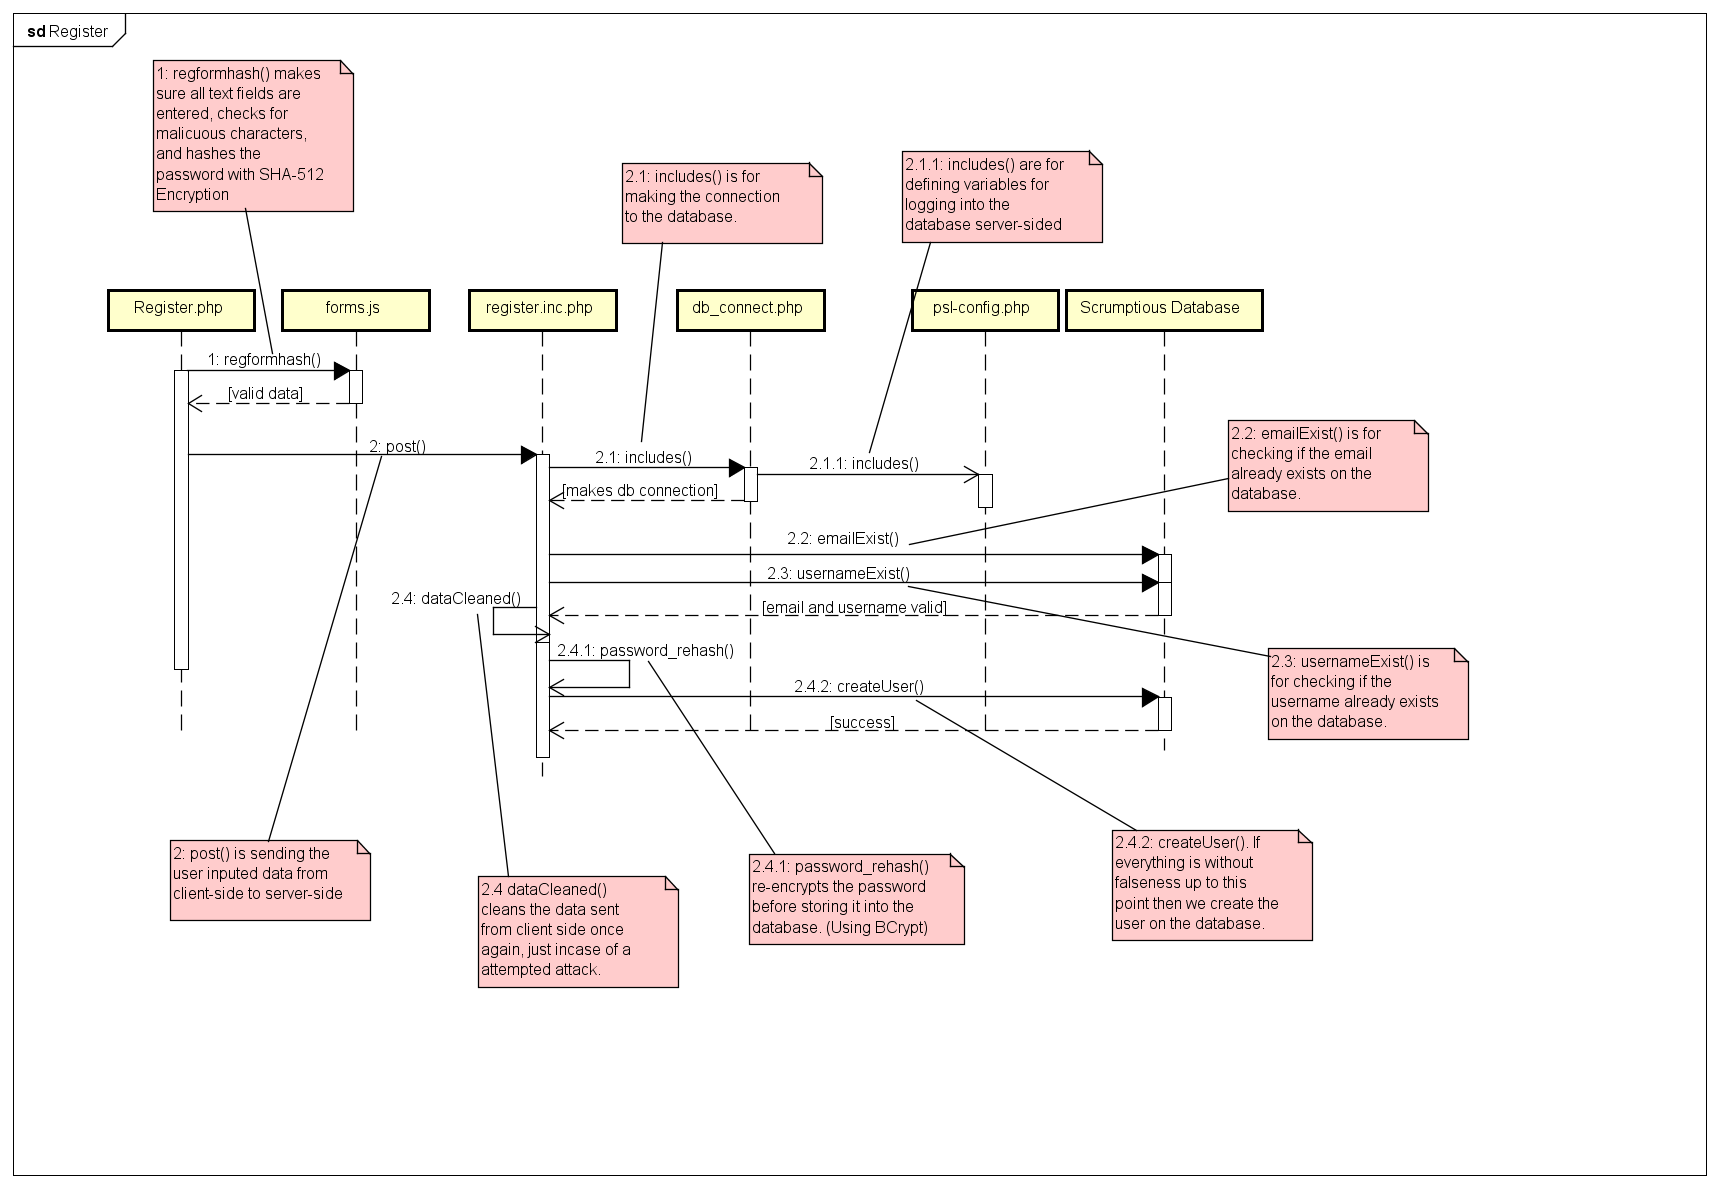 sd Register
1: regformhash() makes
sure all text fields are
entered, checks for
malicuous characters,
and hashes the
password with SHA-512
Encryption
2.1: includes() is for
making the connection
to the database.
2.1.1: includes() are for
defining variables for
logging into the
database server-sided
Register.php
forms.js
register.inc.php
db_connect.php
psl-config.php
Scrumptious Database
1: regformhash()
[valid data]
2: post()
2.1: includes()
2.1.1: includes()
[makes db connection]
2.2: emailExist() is for
checking if the email
already exists on the
database.
2.2: emailExist()
2.3: usernameExist()
2.4: dataCleaned()
[email and username valid]
2.4.1: password_rehash()
2.3: usernameExist() is
for checking if the
username already exists
on the database.
2.4.2: createUser()
[success]
2: post() is sending the
user inputed data from
client-side to server-side
2.4 dataCleaned()
cleans the data sent
from client side once
again, just incase of a
attempted attack.
2.4.1: password_rehash()
re-encrypts the password
before storing it into the
database. (Using BCrypt)
2.4.2: createUser(). If
everything is without
falseness up to this
point then we create the
user on the database.